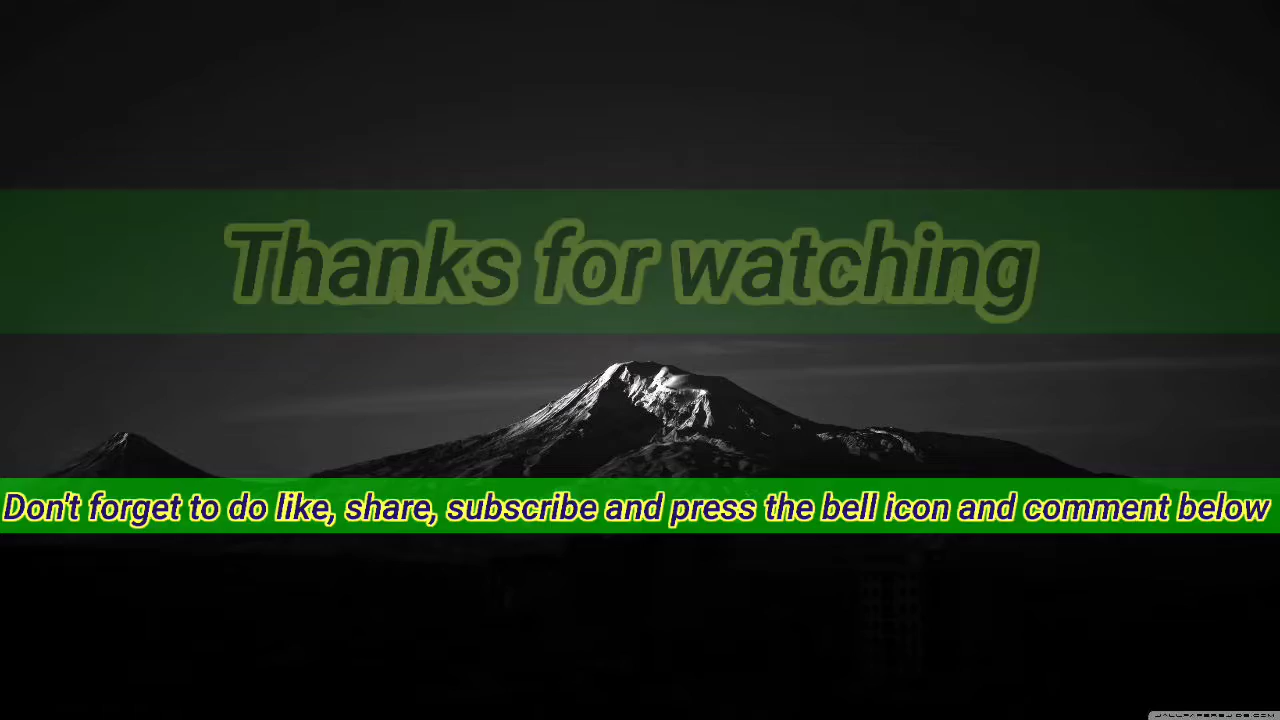 Thanks for watching
Don't forget to do like, share, subscribe and press the bell icon and comment below